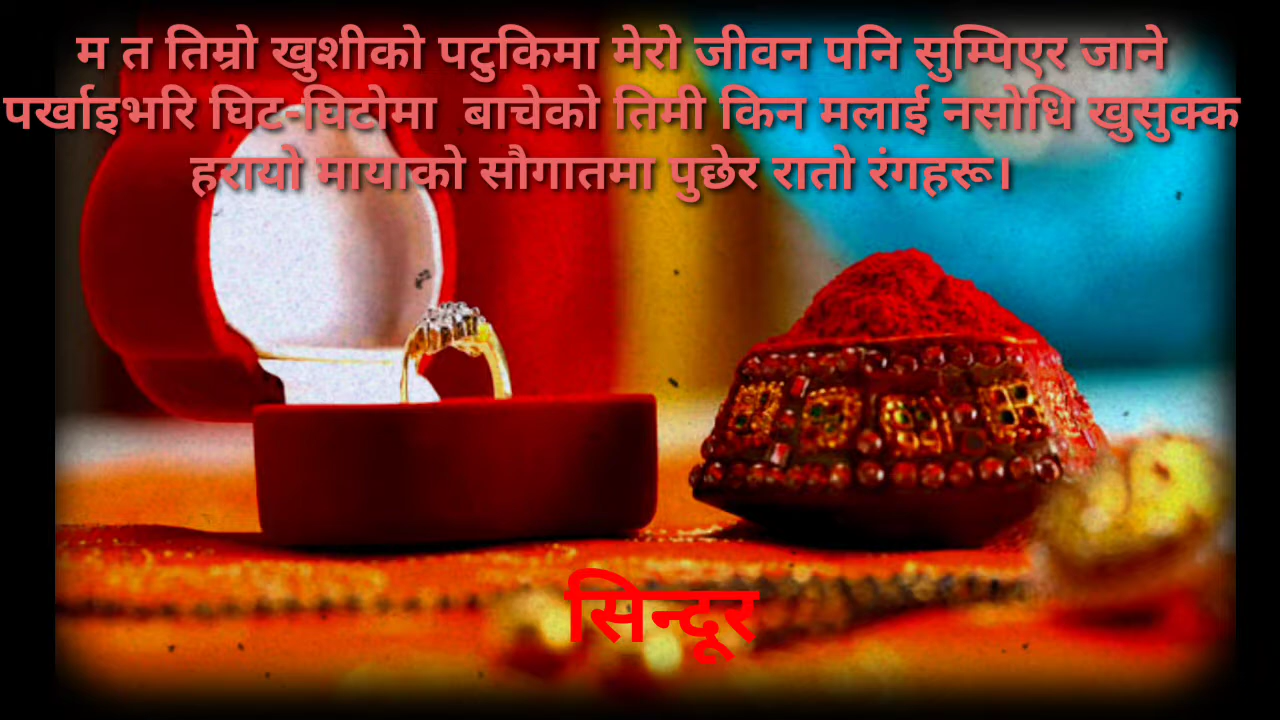 म त तिम्रो खुशीको पटुकिमा मेरो जीवन पनि सुम्पिएर जाने
पर्खाइभरि घिट-घिटोमा बाचेको तिमी किन मलाई नसोधि खुसुक्क
हरायो मायाको सौगातमा पुछेर रातो रंगहरू।
सिन्दूर